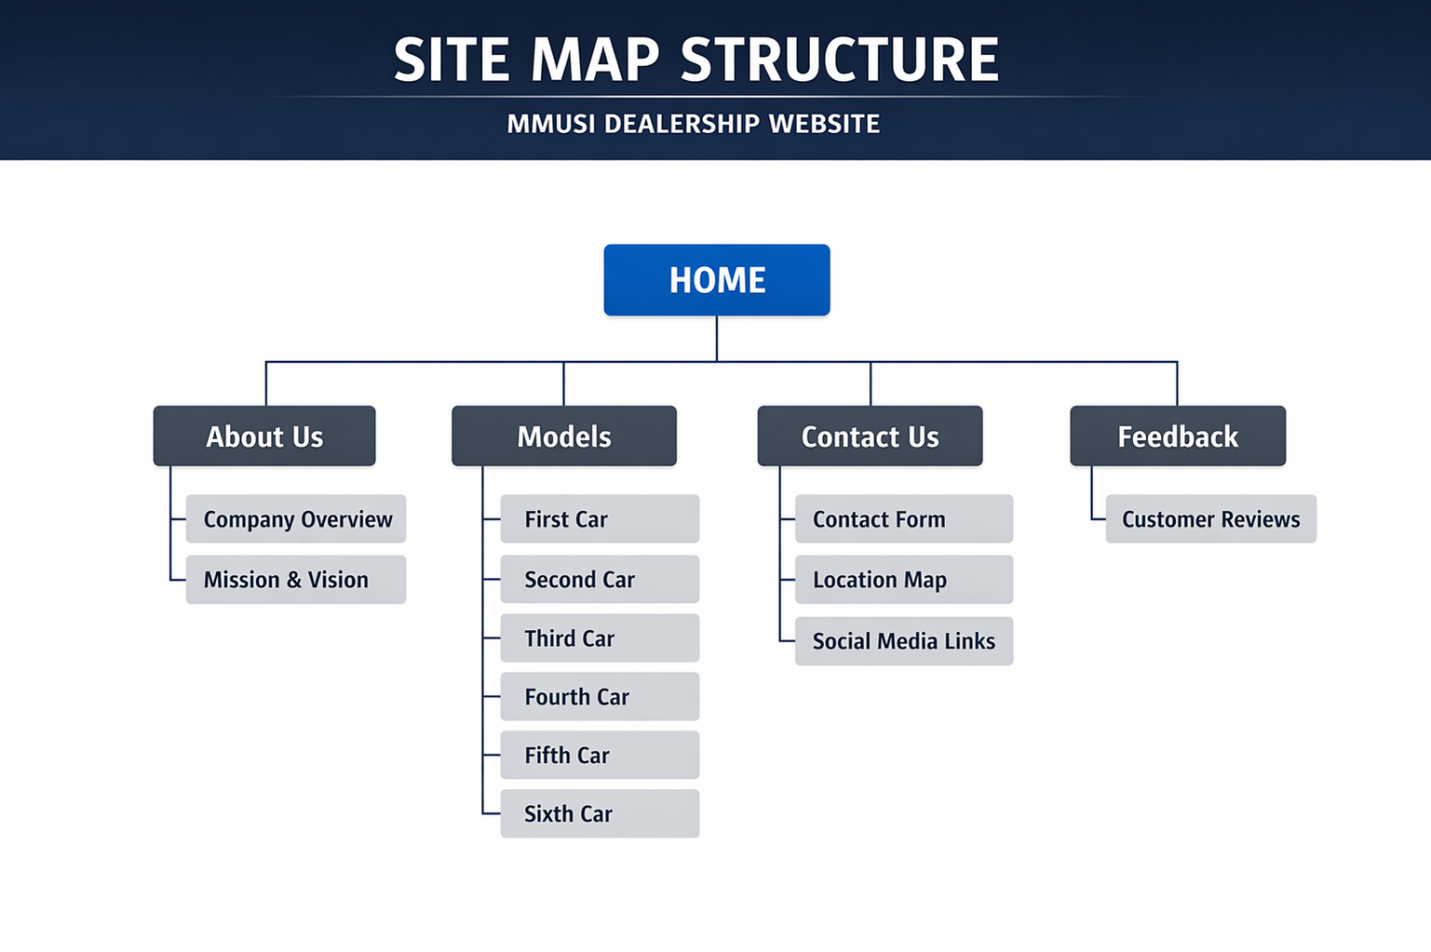 SITE MAP STRUCTURE
MMUSI DEALERSHIP WEBSITE
HOME
About Us
Company Overview
Mission & Vision
Models
First Car
Second Car
Third Car
Fourth Car
Fifth Car
Sixth Car
Contact Us
Contact Form
Location Map
Social Media Links
Feedback
Customer Reviews